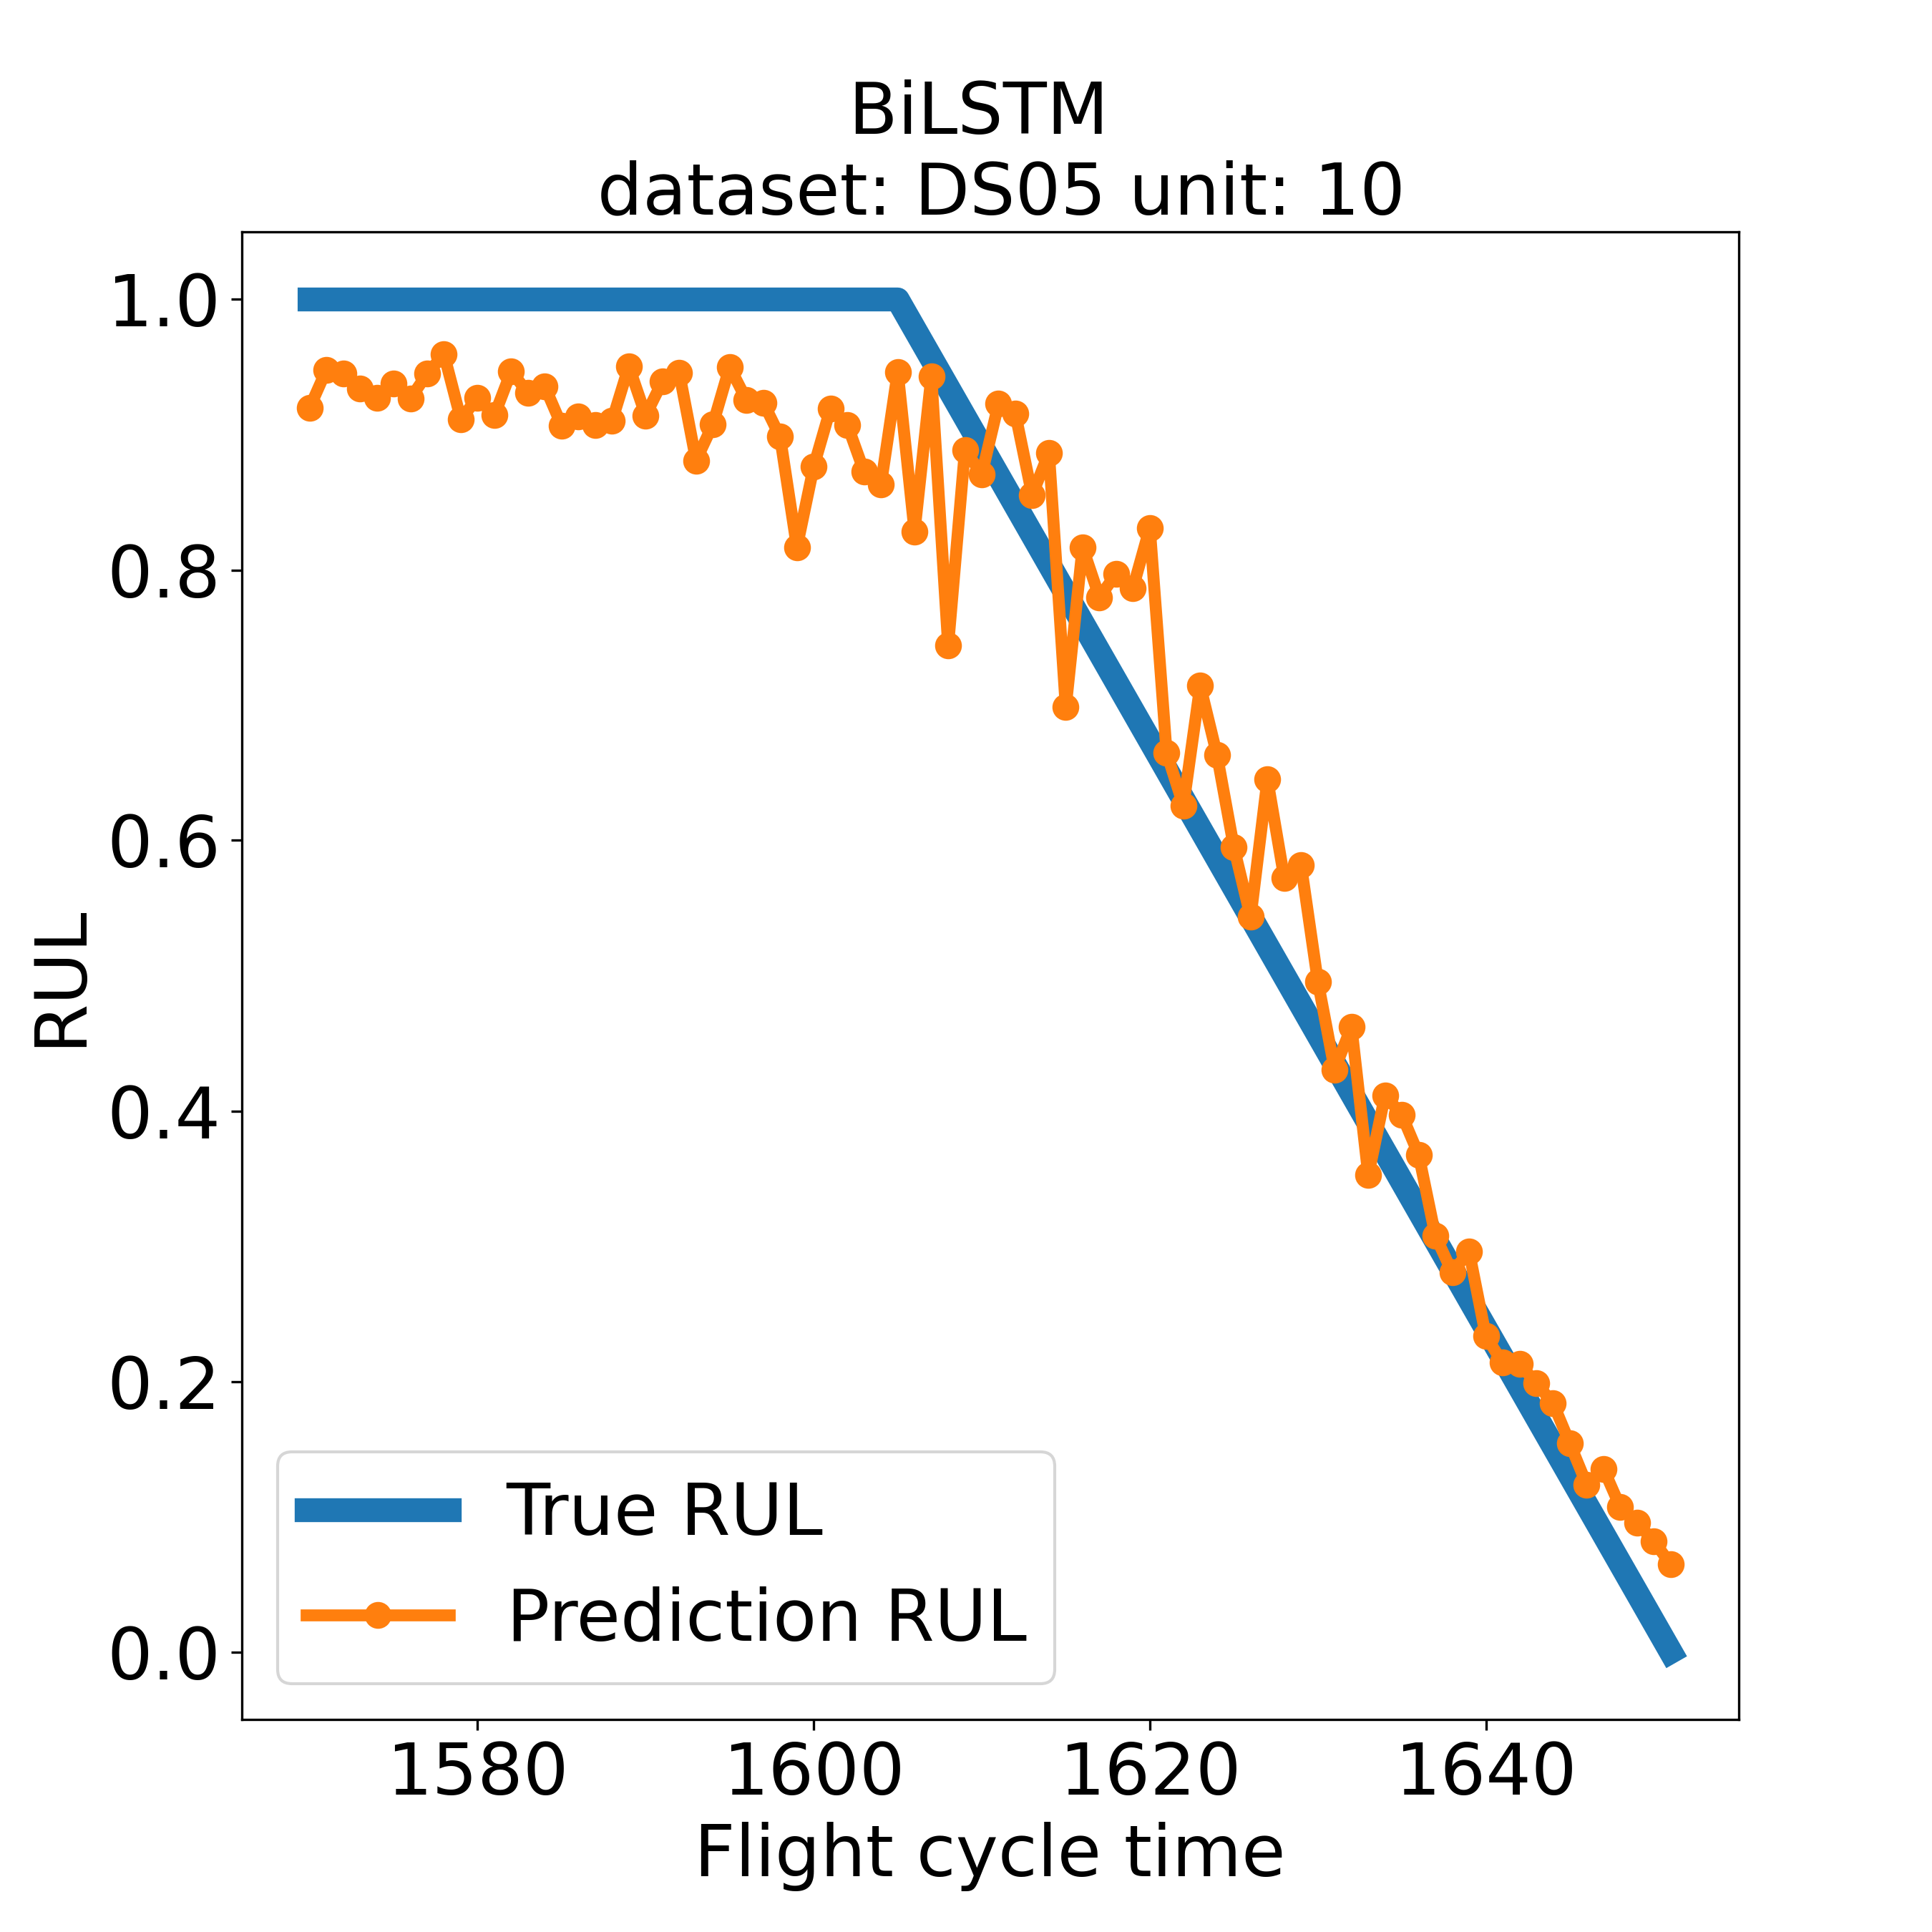 BiLSTM
dataset: DS05 unit: 10
1.0
0.8
0.6
0.4
0.2
0.0
RUL
True RUL
Prediction RUL
1580 1600 1620 1640
Flight cycle time